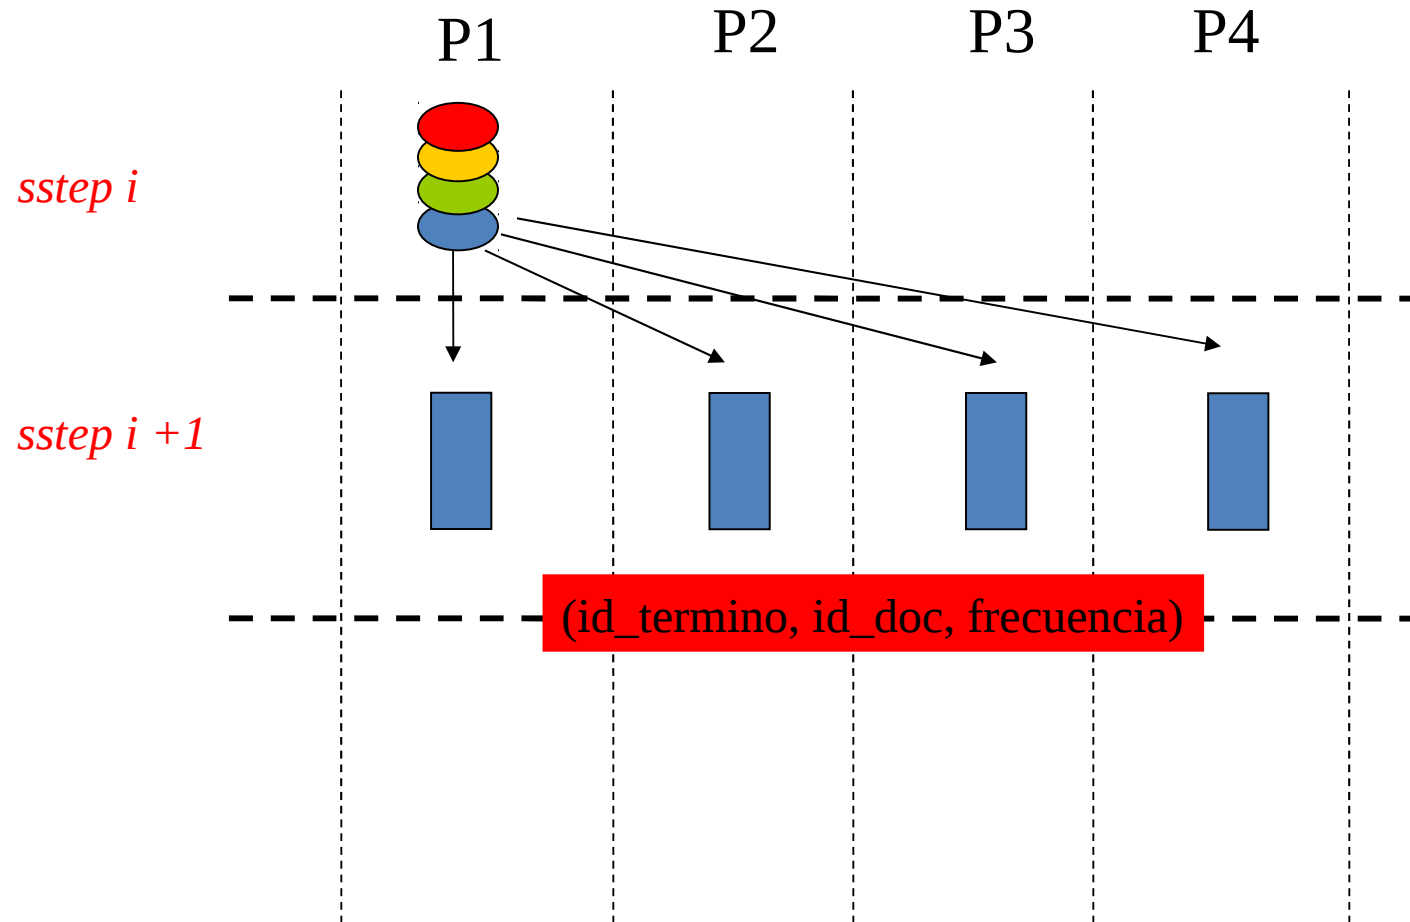 P1 P2 P3 P4
sstep i
sstep i +1
(id_termino, id_doc, frecuencia)